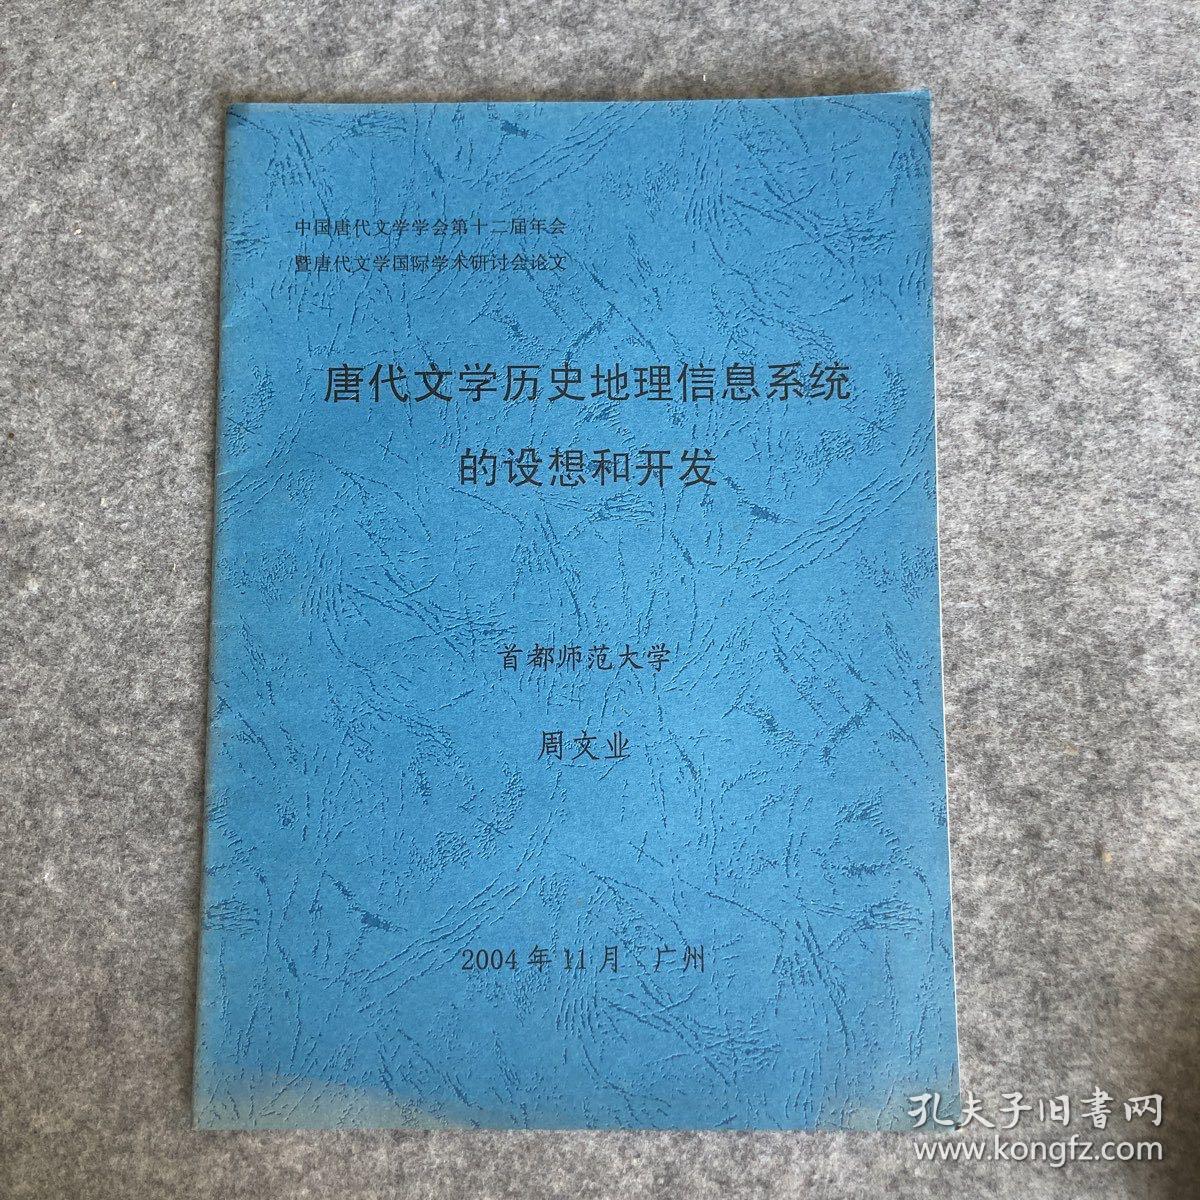 中国唐代文学学会第十二届年会
暨唐代文学国际学术研讨会论文
唐代文学历史地理信息系统
的设想和开发
首都师范大学
周文业
2004年11月 广州
孔夫子旧書网
www.kongfz.com